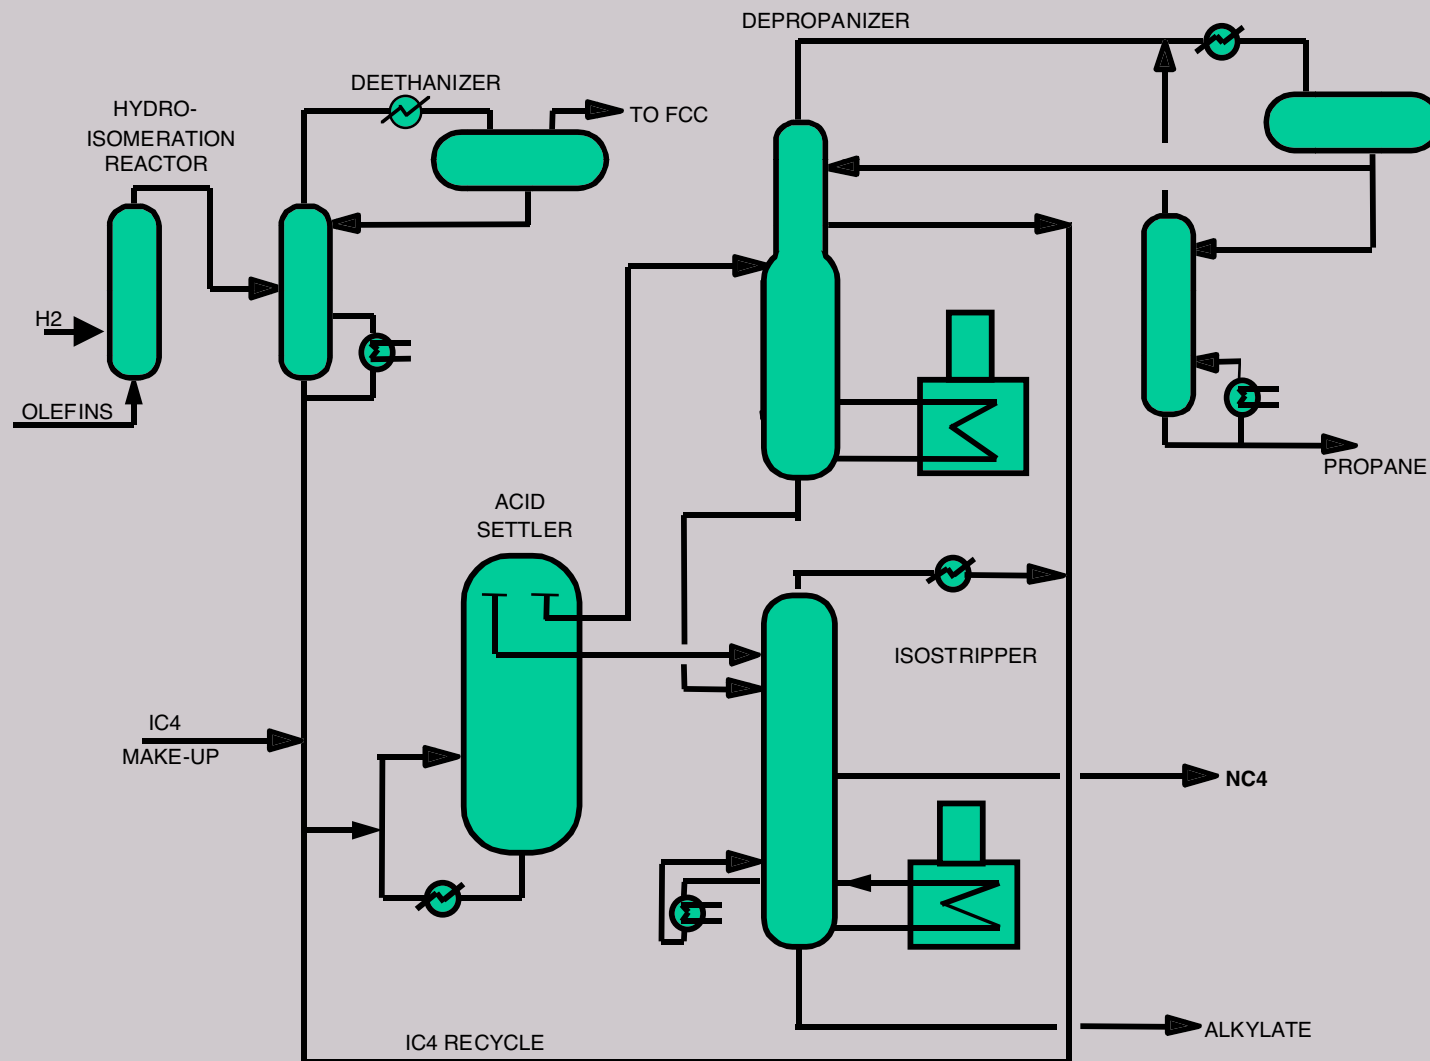 DEPROPANIZER
DEETHANIZER
HYDRO-
ISOMERATION
REACTOR
TO FCC
H2
OLEFINS
PROPANE
ACID
SETTLER
ISOSTRIPPER
IC4
MAKE-UP
NC4
ALKYLATE
IC4 RECYCLE